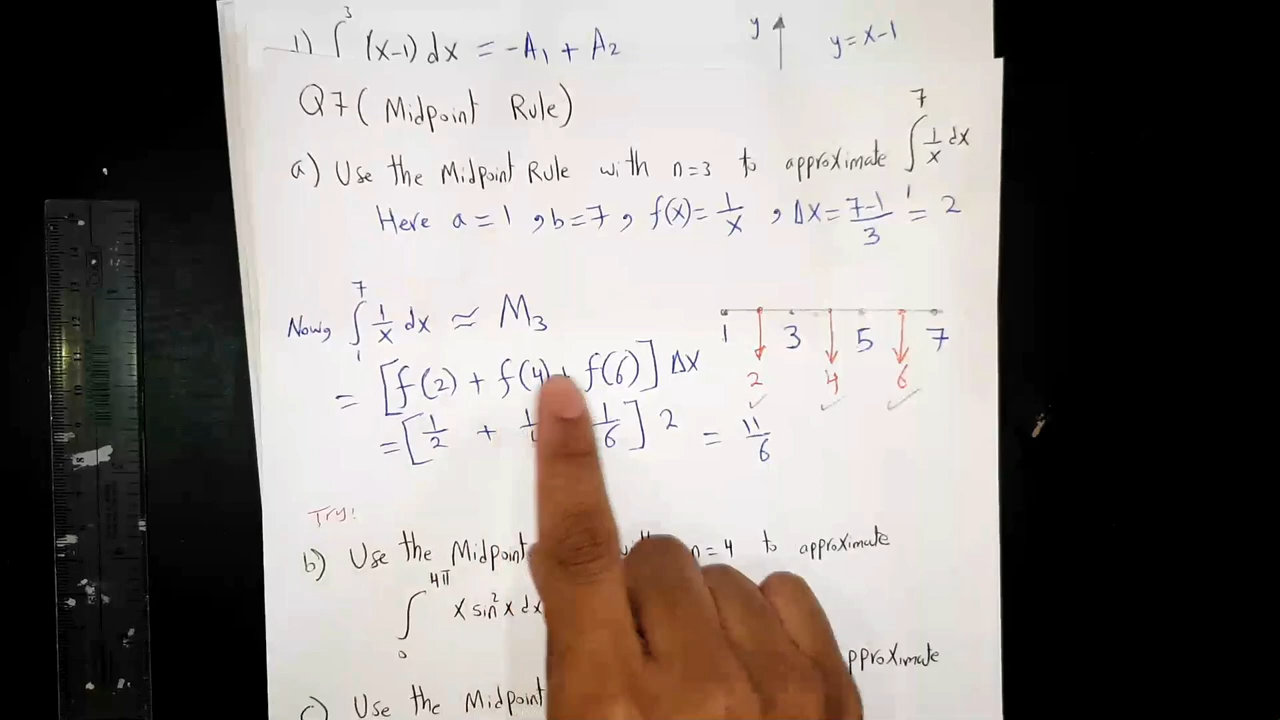 1) ∫³ (x-1) dx = -A₁ + A₂
y
y = x-1
Q7 (Midpoint Rule)
a) Use the Midpoint Rule with n=3 to approximate ∫₁⁷ 1/x dx
Here a=1, b=7, f(x)= 1/x, Δx= 7-1/3 = 2
Now, ∫₁⁷ 1/x dx ≈ M₃
1 3 5 7
2 4 6
= [f(2) + f(4) + f(6)] Δx
= [1/2 + 1/6] 2 = 11/6
Try!
b) Use the Midpoint n=4 to approximate
∫₀^4π x sin²x dx
c) Use the Midpoint approximate